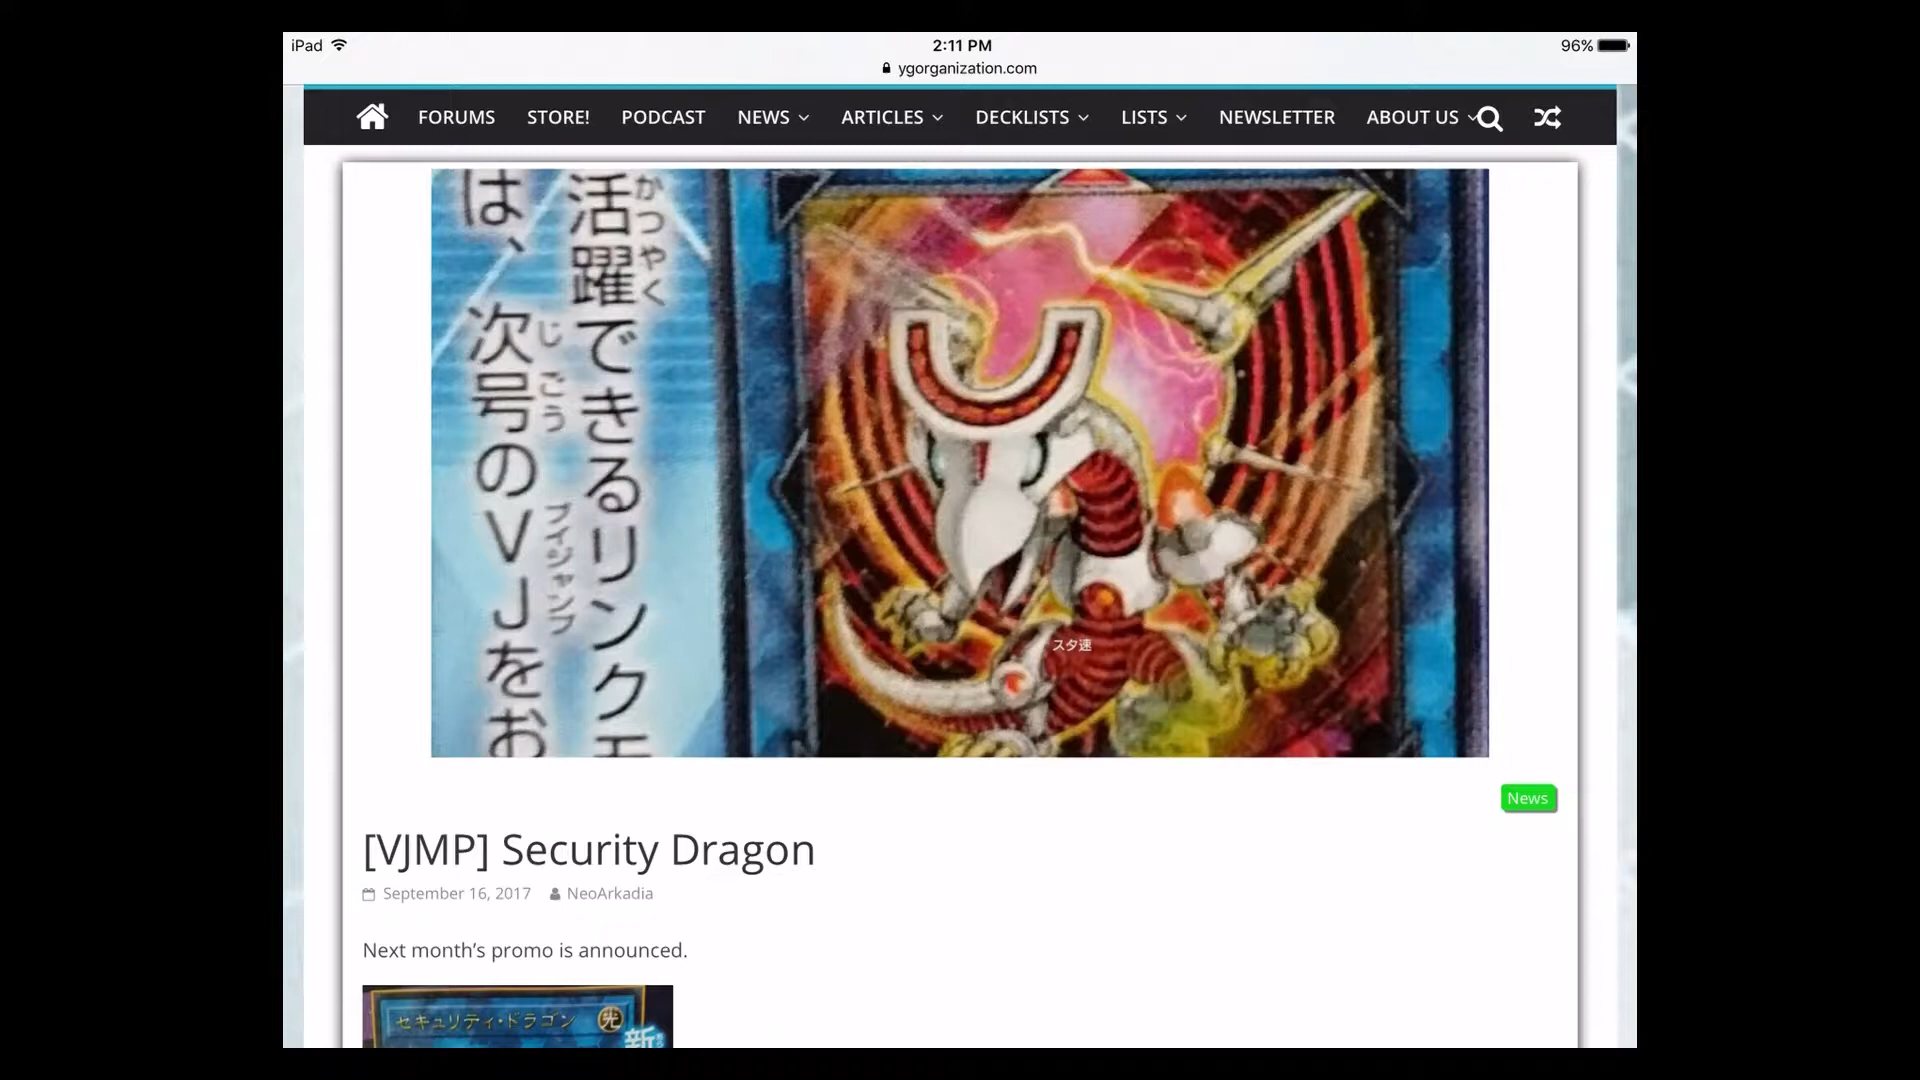 iPad
2:11 PM
96%
ygorganization.com
FORUMS STORE! PODCAST NEWS ARTICLES DECKLISTS LISTS NEWSLETTER ABOUT US
活躍できるリンクモ
かつやく
は、次号のVJをお
じごう
ブイジャンプ
スタ速
News
[VJMP] Security Dragon
September 16, 2017 NeoArkadia
Next month’s promo is announced.
セキュリティ・ドラゴン 光
新